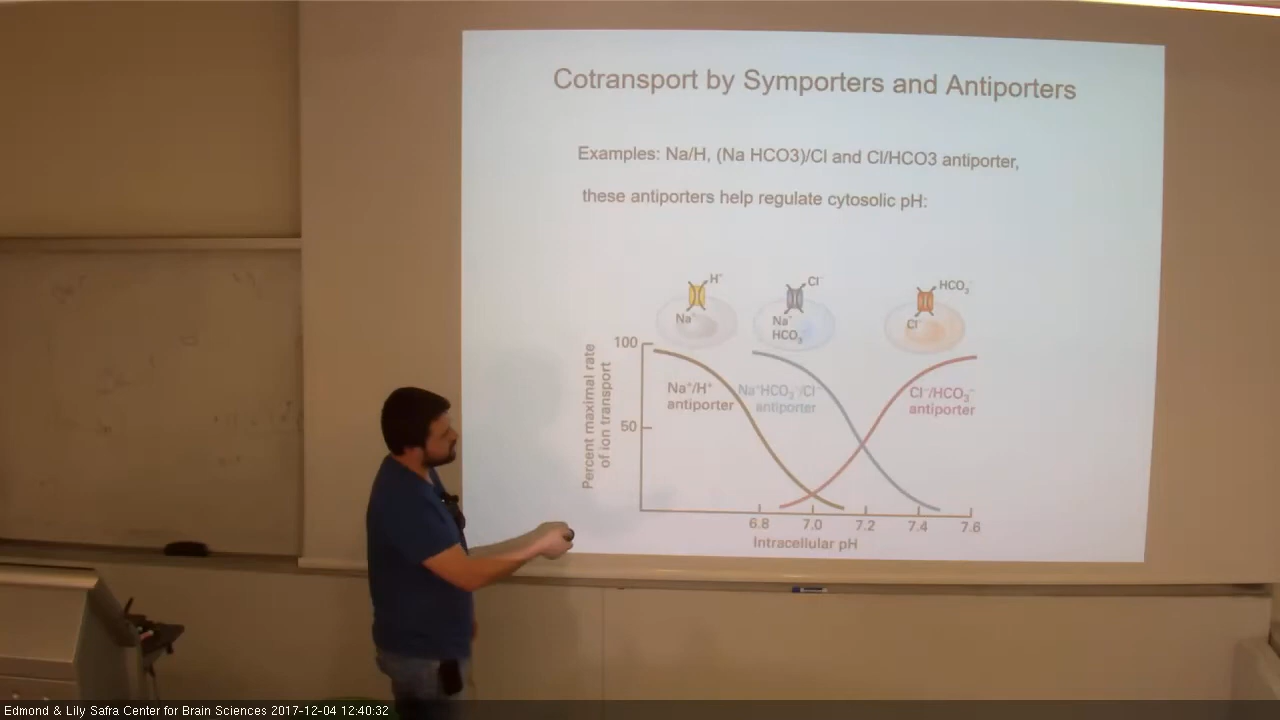 Cotransport by Symporters and Antiporters
Examples: Na/H, (Na HCO3)/Cl and Cl/HCO3 antiporter,
these antiporters help regulate cytosolic pH:
H⁺
Cl⁻
HCO₃⁻
Na⁺
Na⁺
HCO₃⁻
Cl⁻
100
50
Percent maximal rate
of ion transport
Na⁺/H⁺
antiporter
Na⁺HCO₃⁻/Cl⁻
antiporter
Cl⁻/HCO₃⁻
antiporter
6.8 7.0 7.2 7.4 7.6
Intracellular pH
Edmond & Lily Safra Center for Brain Sciences 2017-12-04 12:40:32